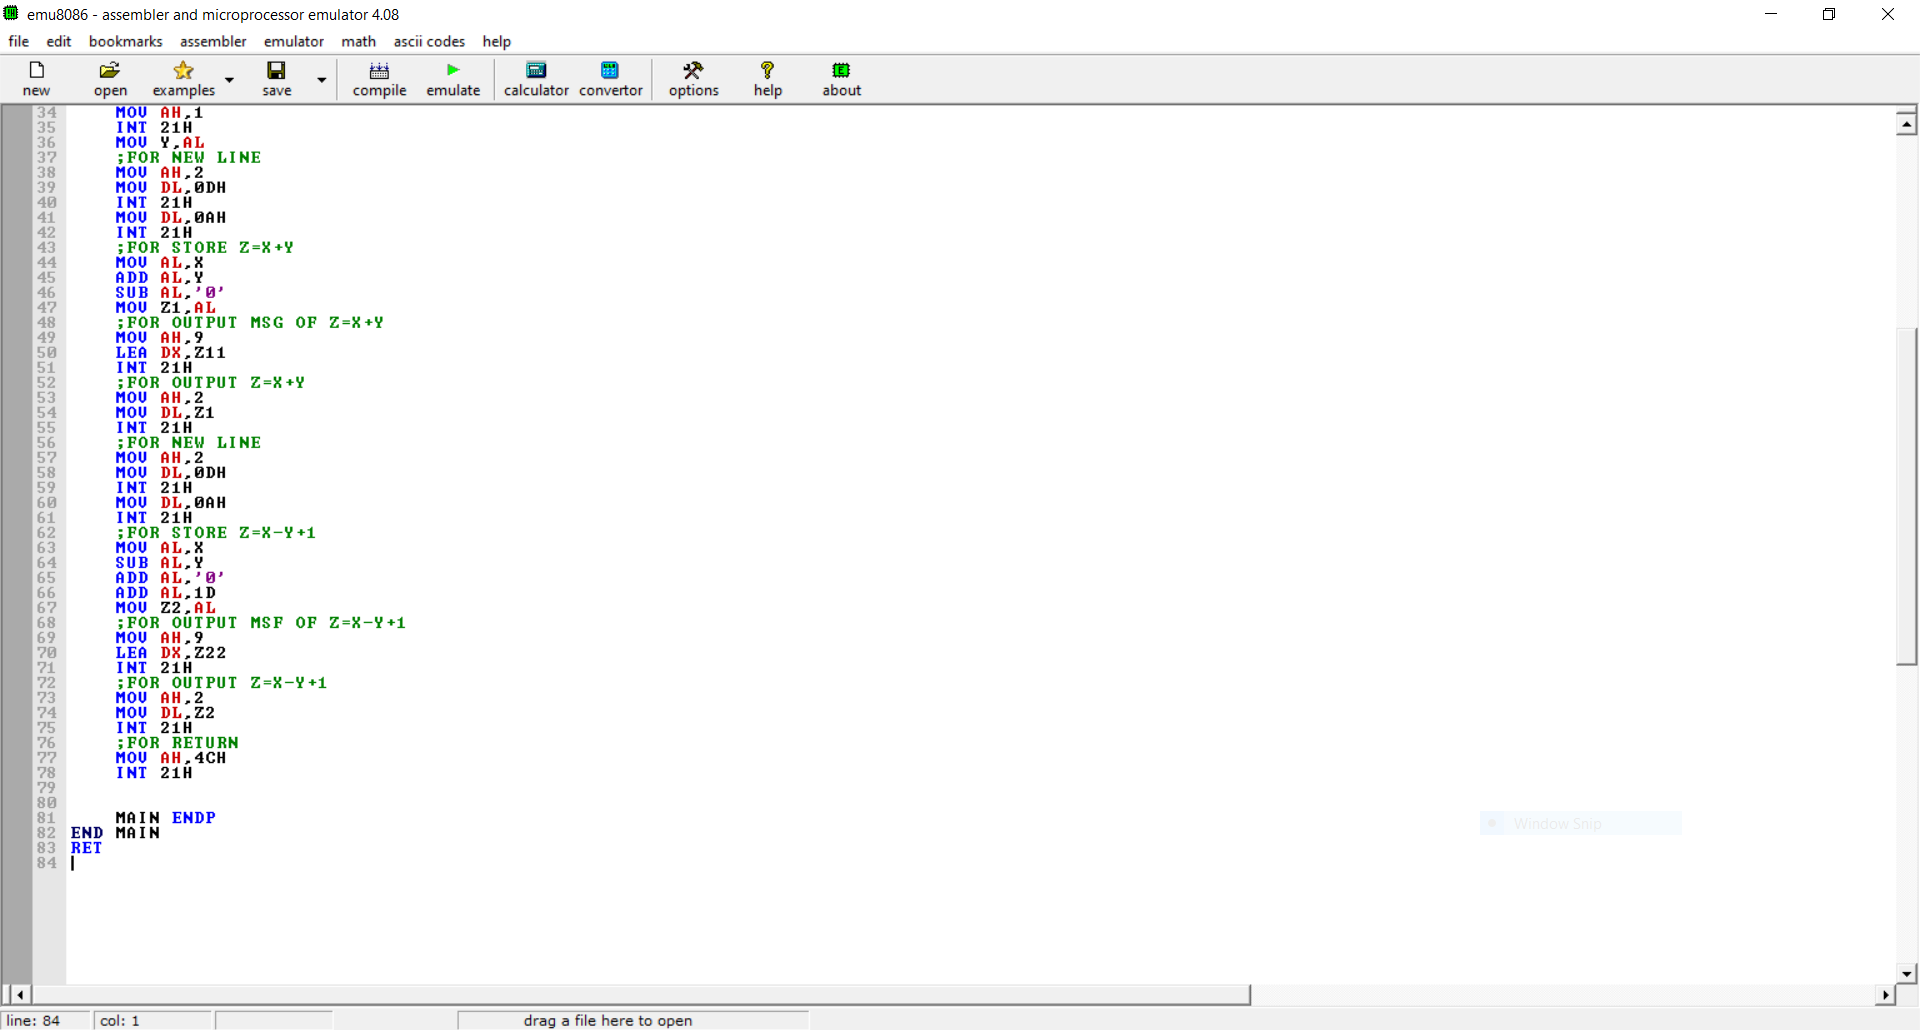 emu8086 - assembler and microprocessor emulator 4.08
file edit bookmarks assembler emulator math ascii codes help
new open examples save compile emulate calculator convertor options help about
34 MOV AH,1
35 INT 21H
36 MOV Y,AL
37 ;FOR NEW LINE
38 MOV AH,2
39 MOV DL,0DH
40 INT 21H
41 MOV DL,0AH
42 INT 21H
43 ;FOR STORE Z=X+Y
44 MOV AL,X
45 ADD AL,Y
46 SUB AL,'0'
47 MOV Z1,AL
48 ;FOR OUTPUT MSG OF Z=X+Y
49 MOV AH,9
50 LEA DX,Z11
51 INT 21H
52 ;FOR OUTPUT Z=X+Y
53 MOV AH,2
54 MOV DL,Z1
55 INT 21H
56 ;FOR NEW LINE
57 MOV AH,2
58 MOV DL,0DH
59 INT 21H
60 MOV DL,0AH
61 INT 21H
62 ;FOR STORE Z=X-Y+1
63 MOV AL,X
64 SUB AL,Y
65 ADD AL,'0'
66 ADD AL,1D
67 MOV Z2,AL
68 ;FOR OUTPUT MSF OF Z=X-Y+1
69 MOV AH,9
70 LEA DX,Z22
71 INT 21H
72 ;FOR OUTPUT Z=X-Y+1
73 MOV AH,2
74 MOV DL,Z2
75 INT 21H
76 ;FOR RETURN
77 MOV AH,4CH
78 INT 21H
79
80
81 MAIN ENDP
82 END MAIN
83 RET
84
Window Snip
line: 84 col: 1 drag a file here to open